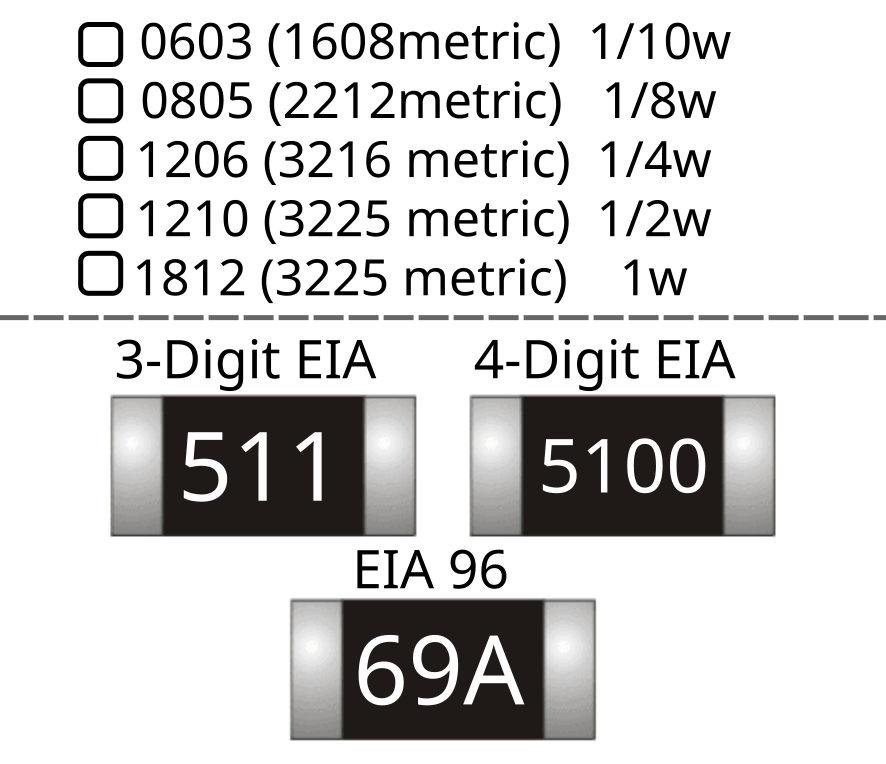 0603 (1608metric) 1/10w
0805 (2212metric) 1/8w
1206 (3216 metric) 1/4w
1210 (3225 metric) 1/2w
1812 (3225 metric) 1w
3-Digit EIA 4-Digit EIA
511 5100
EIA 96
69A